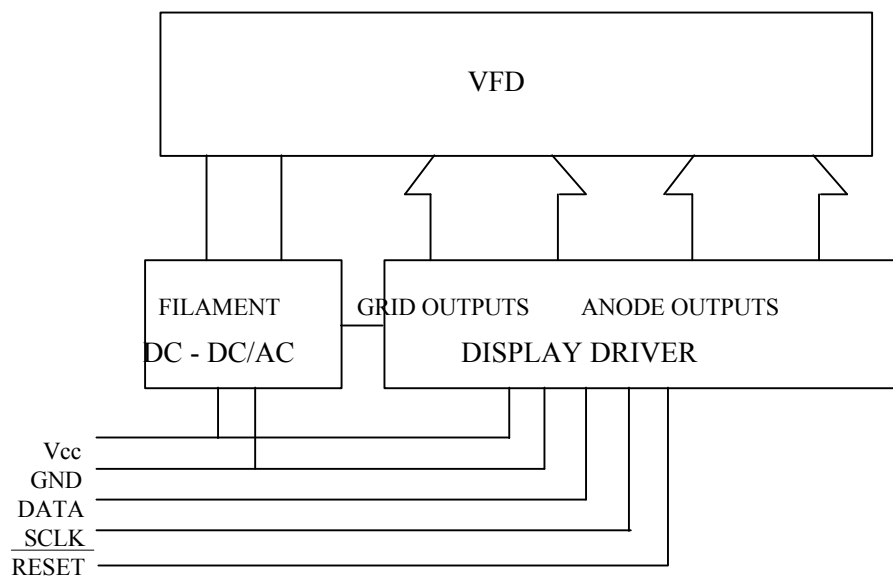 VFD
FILAMENT
DC - DC/AC
GRID OUTPUTS ANODE OUTPUTS
DISPLAY DRIVER
Vcc
GND
DATA
SCLK
RESET